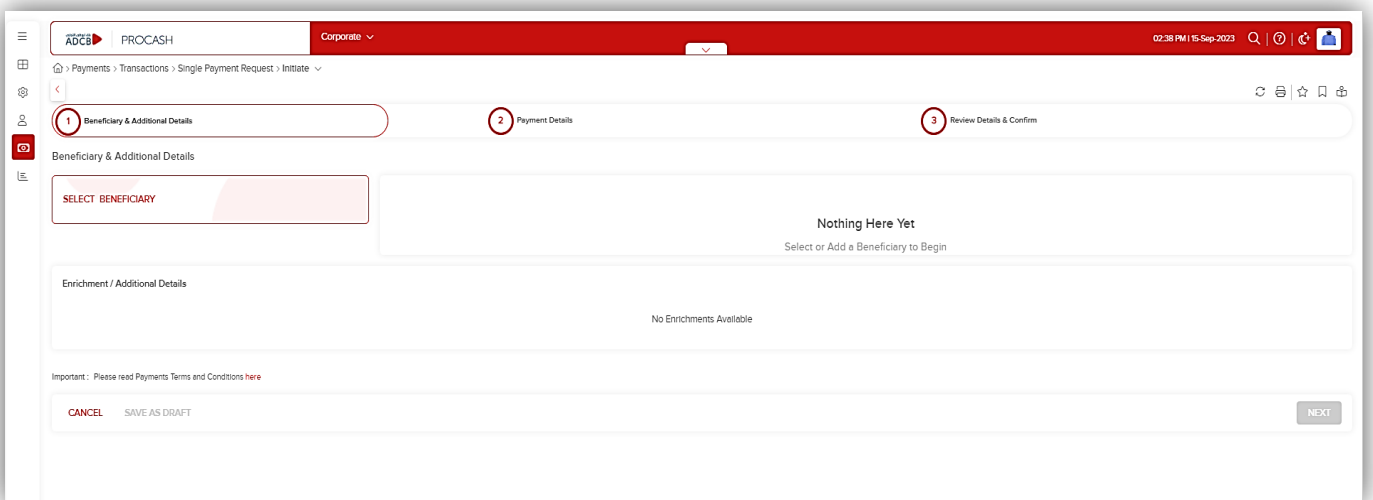 ADCB PROCASH
Corporate
02:38 PM | 15-Sep-2023
Payments > Transactions > Single Payment Request > Initiate
1 Beneficiary & Additional Details
2 Payment Details
3 Review Details & Confirm
Beneficiary & Additional Details
SELECT BENEFICIARY
Nothing Here Yet
Select or Add a Beneficiary to Begin
Enrichment / Additional Details
No Enrichments Available
Important : Please read Payments Terms and Conditions here
CANCEL SAVE AS DRAFT
NEXT